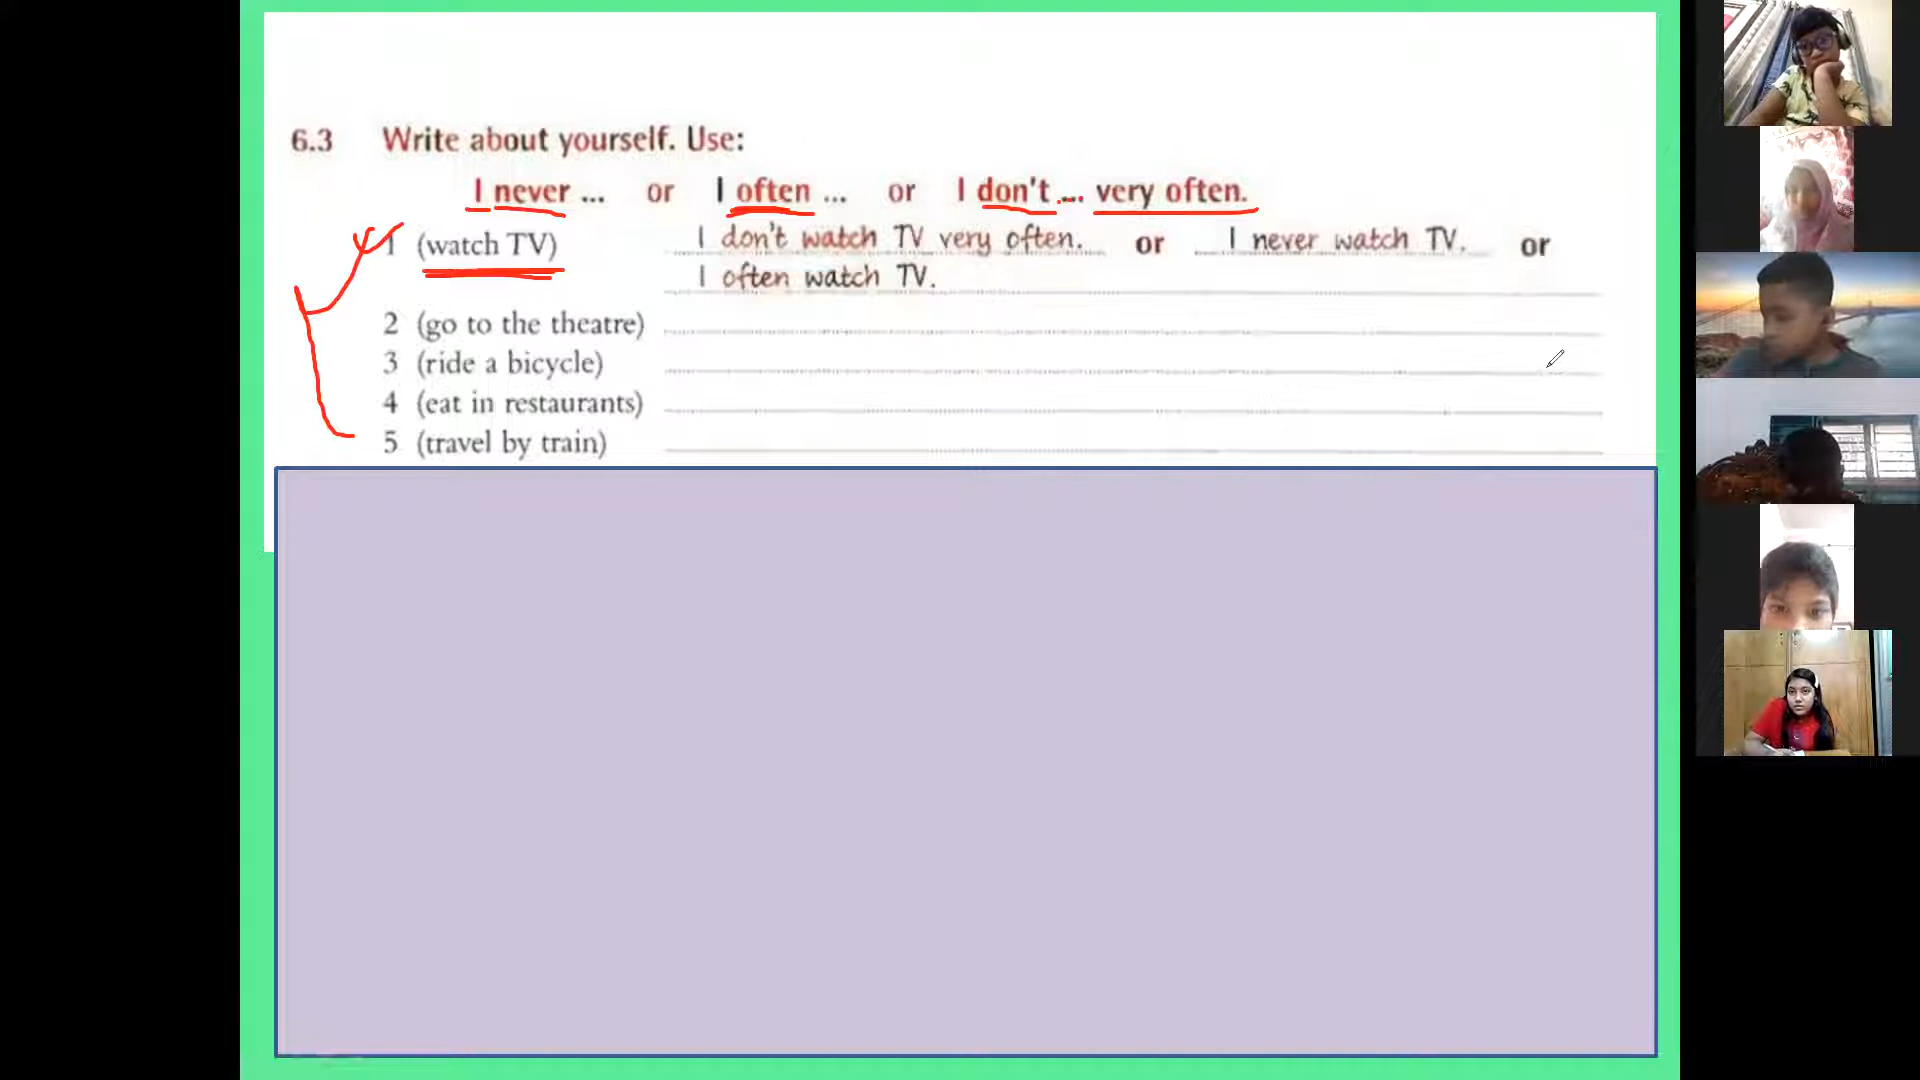 6.3 Write about yourself. Use:
I never ... or I often ... or I don't ... very often.
1 (watch TV) I don't watch TV very often. or I never watch TV. or
I often watch TV.
2 (go to the theatre)
3 (ride a bicycle)
4 (eat in restaurants)
5 (travel by train)